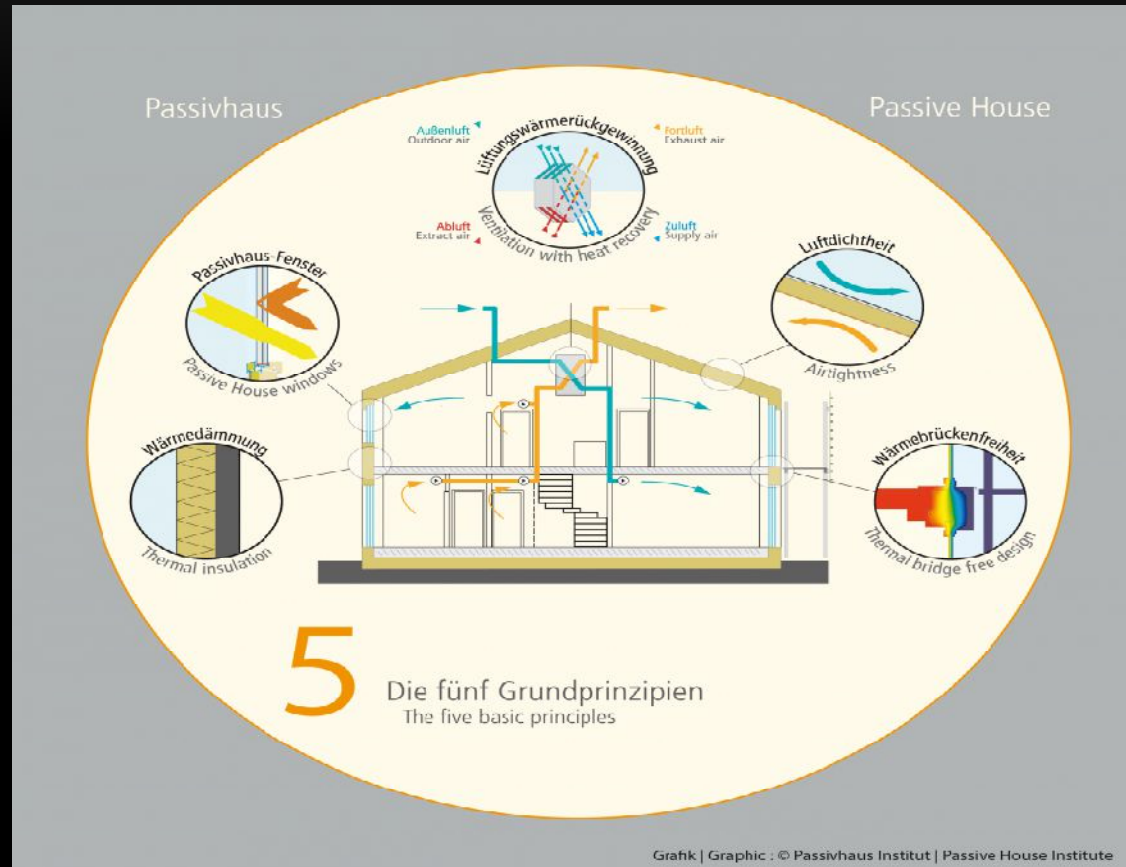 Passivhaus
Passive House
Außenluft
Outdoor air
Fortluft
Exhaust air
Lüftungswärmerückgewinnung
Abluft
Extract air
Zuluft
Supply air
Ventilation with heat recovery
Passivhaus-Fenster
Passive House windows
Luftdichtheit
Airtightness
Wärmedämmung
Thermal insulation
Wärmebrückenfreiheit
Thermal bridge free design
5
Die fünf Grundprinzipien
The five basic principles
Grafik | Graphic : © Passivhaus Institut | Passive House Institute